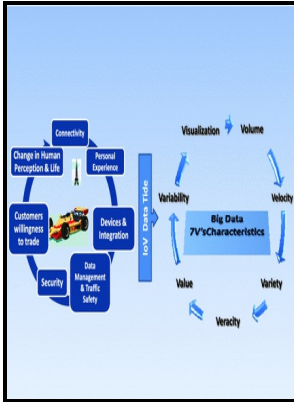 Connectivity
Personal
Experience
Devices &
Integration
Data
Management
& Traffic
Safety
Security
Customers
willingness
to trade
Change in Human
Perception & Life
IoV Data Tide
Visualization
Volume
Velocity
Variety
Veracity
Value
Variability
Big Data
7V'sCharacteristics